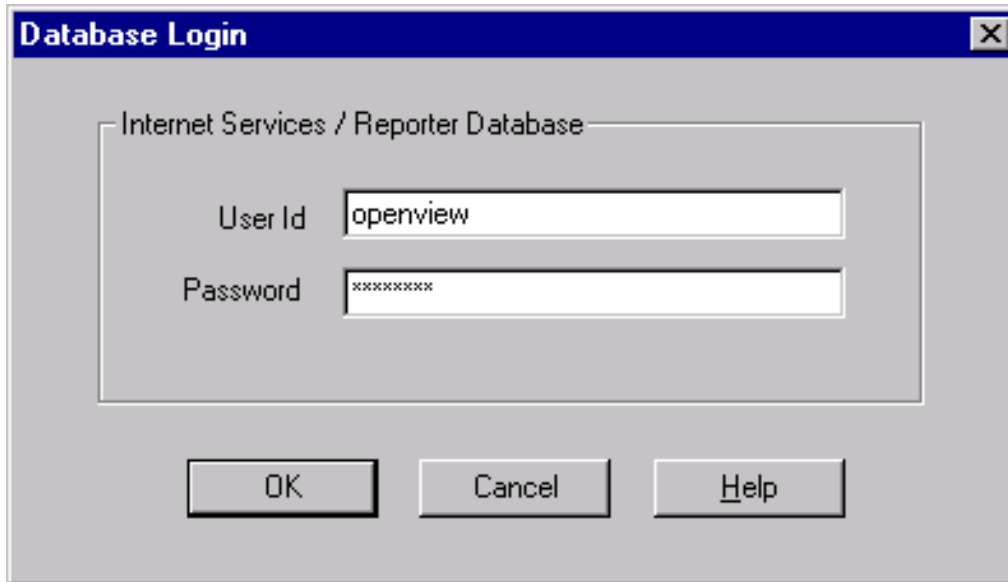 Database Login
Internet Services / Reporter Database
User Id openview
Password ********
OK Cancel Help